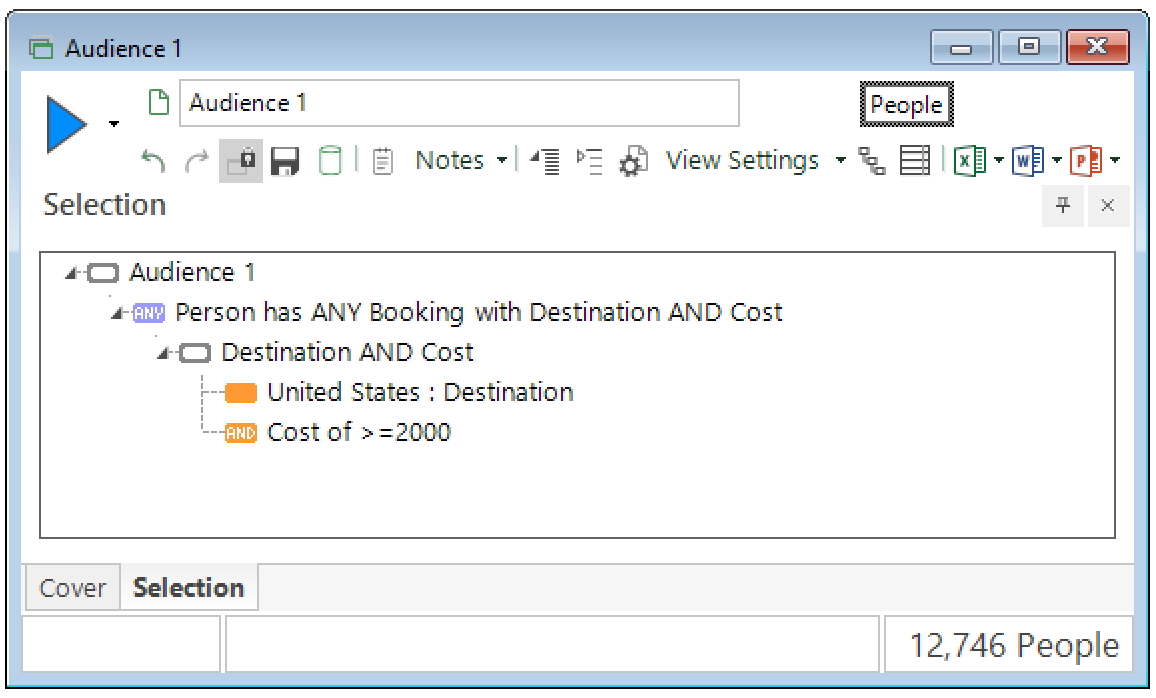 Audience 1
Audience 1
People
Notes
View Settings
Selection
Audience 1
ANY Person has ANY Booking with Destination AND Cost
Destination AND Cost
United States : Destination
AND Cost of >=2000
Cover Selection
12,746 People